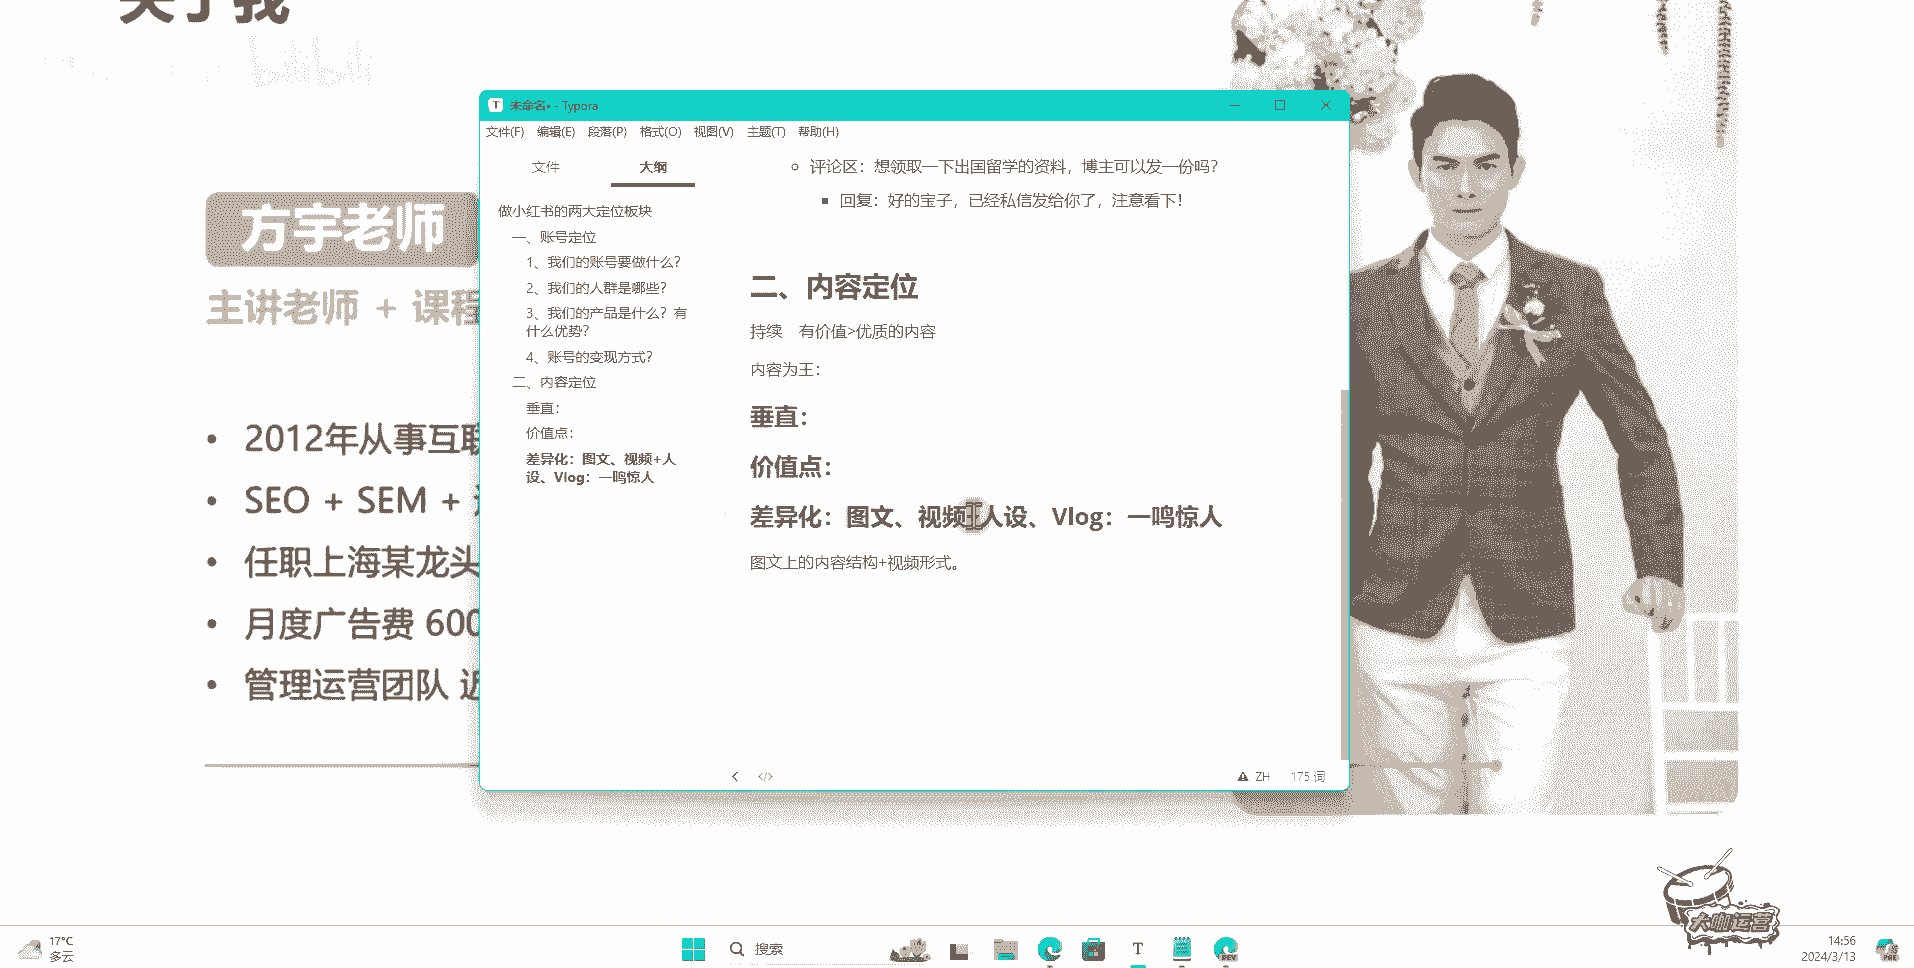 关于我
bilibili
方宇老师
主讲老师 + 课程
2012年从事互联
SEO + SEM +
任职上海某龙头
月度广告费 600
管理运营团队 近
未命名• - Typora
文件(F) 编辑(E) 段落(P) 格式(O) 视图(V) 主题(T) 帮助(H)
文件 大纲
做小红书的两大定位板块
一、账号定位
1、我们的账号要做什么？
2、我们的人群是哪些？
3、我们的产品是什么？有
什么优势？
4、账号的变现方式？
二、内容定位
垂直：
价值点：
差异化：图文、视频+人
设、Vlog：一鸣惊人
评论区：想领取一下出国留学的资料，博主可以发一份吗？
回复：好的宝子，已经私信发给你了，注意看下！
二、内容定位
持续 有价值>优质的内容
内容为王：
垂直：
价值点：
差异化：图文、视频+人设、Vlog：一鸣惊人
图文上的内容结构+视频形式。
ZH 175 词
大咖运营
17°C
多云
搜索
T
DEV
14:56
2024/3/13
PRE